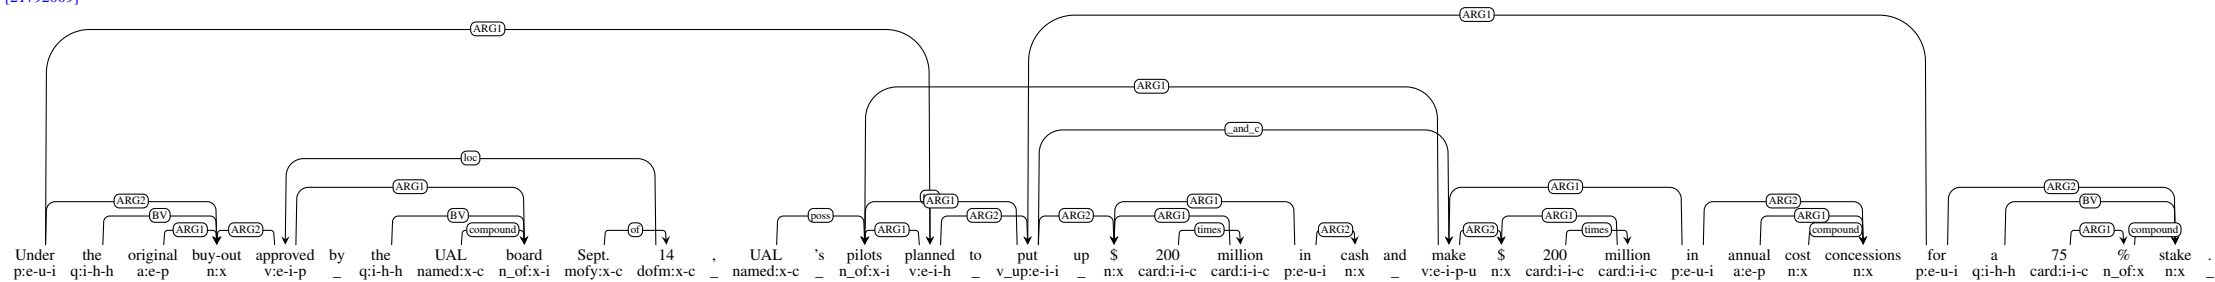 [21792009]
ARG1 ARG1
ARG1
_and_c
loc
ARG1 ARG1 ARG2
ARG2 ARG1 ARG1 ARG2 BV
BV BV poss ARG2 ARG1 ARG1 ARG1
ARG1 ARG2 compound of ARG1 times ARG2 ARG2 times compound ARG1 compound
Under the original buy-out approved by the UAL board Sept. 14 , UAL 's pilots planned to put up $ 200 million in cash and make $ 200 million in annual cost concessions for a 75 % stake .
p:e-u-i q:i-h-h a:e-p n:x v:e-i-p _ q:i-h-h named:x-c n_of:x-i mofy:x-c dofm:x-c _ named:x-c _ n_of:x-i v:e-i-h _ v_up:e-i-i _ n:x card:i-i-c card:i-i-c p:e-u-i n:x _ v:e-i-p-u n:x card:i-i-c card:i-i-c p:e-u-i a:e-p n:x n:x p:e-u-i q:i-h-h card:i-i-c n_of:x n:x _